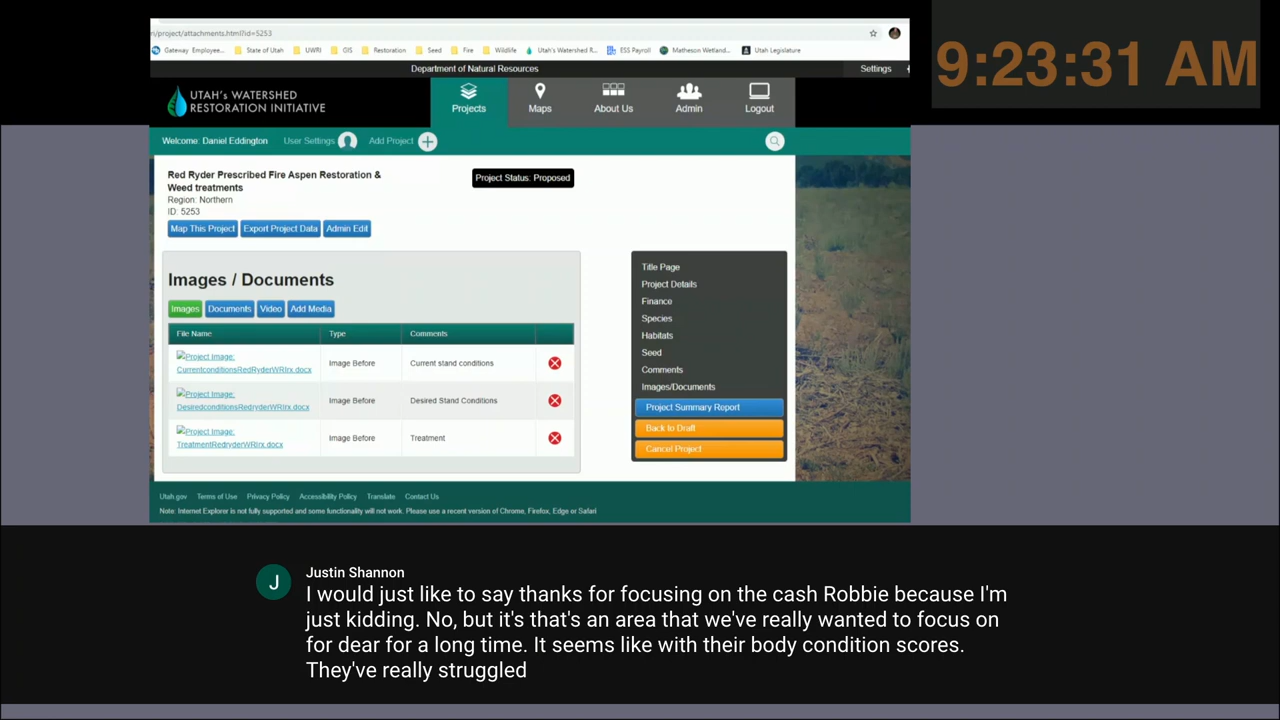 n/project/attachments.html?id=5253
9:23:31 AM
Gateway Employee... State of Utah UWRI GIS Restoration Seed Fire Wildlife Utah's Watershed R... ESS Payroll Matheson Wetland... Utah Legislature
Department of Natural Resources Settings
UTAH's WATERSHED
RESTORATION INITIATIVE
Projects Maps About Us Admin Logout
Welcome: Daniel Eddington User Settings Add Project
Red Ryder Prescribed Fire Aspen Restoration &
Weed treatments
Project Status: Proposed
Region: Northern
ID: 5253
Map This Project Export Project Data Admin Edit
Images / Documents
Images Documents Video Add Media
File Name Type Comments
Project Image:
CurrentconditionsRedRyderWRIrx.docx
Image Before Current stand conditions
Project Image:
DesiredconditionsRedryderWRIrx.docx
Image Before Desired Stand Conditions
Project Image:
TreatmentRedryderWRIrx.docx
Image Before Treatment
Title Page
Project Details
Finance
Species
Habitats
Seed
Comments
Images/Documents
Project Summary Report
Back to Draft
Cancel Project
Utah.gov Terms of Use Privacy Policy Accessibility Policy Translate Contact Us
Note: Internet Explorer is not fully supported and some functionality will not work. Please use a recent version of Chrome, Firefox, Edge or Safari
J
Justin Shannon
I would just like to say thanks for focusing on the cash Robbie because I'm
just kidding. No, but it's that's an area that we've really wanted to focus on
for dear for a long time. It seems like with their body condition scores.
They've really struggled